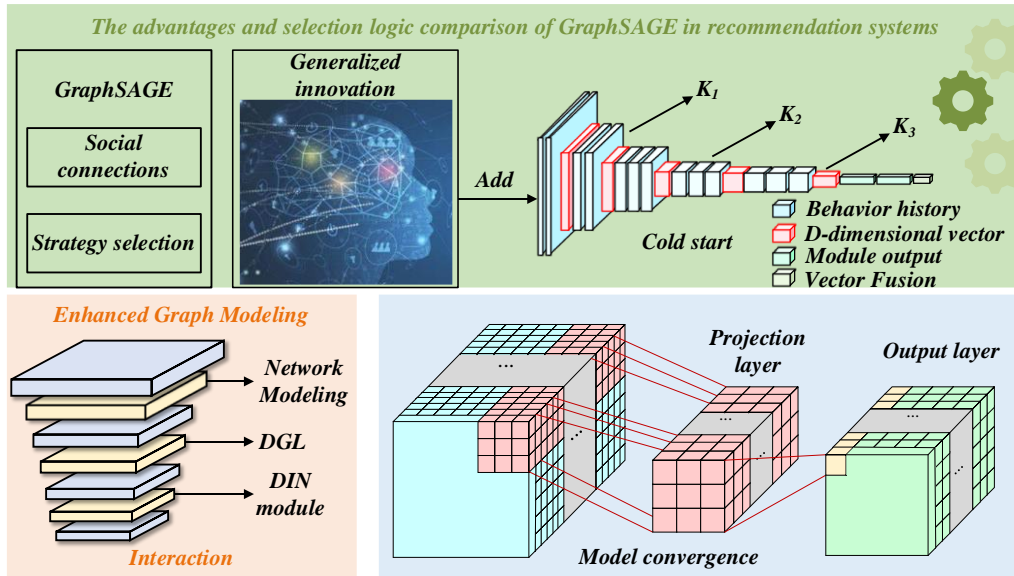 The advantages and selection logic comparison of GraphSAGE in recommendation systems
GraphSAGE
Social
connections
Strategy selection
Generalized
innovation
Add
K1
K2
K3
Cold start
Behavior history
D-dimensional vector
Module output
Vector Fusion
Enhanced Graph Modeling
Network
Modeling
DGL
DIN
module
Interaction
...
...
Projection
layer
...
...
Output layer
...
...
Model convergence